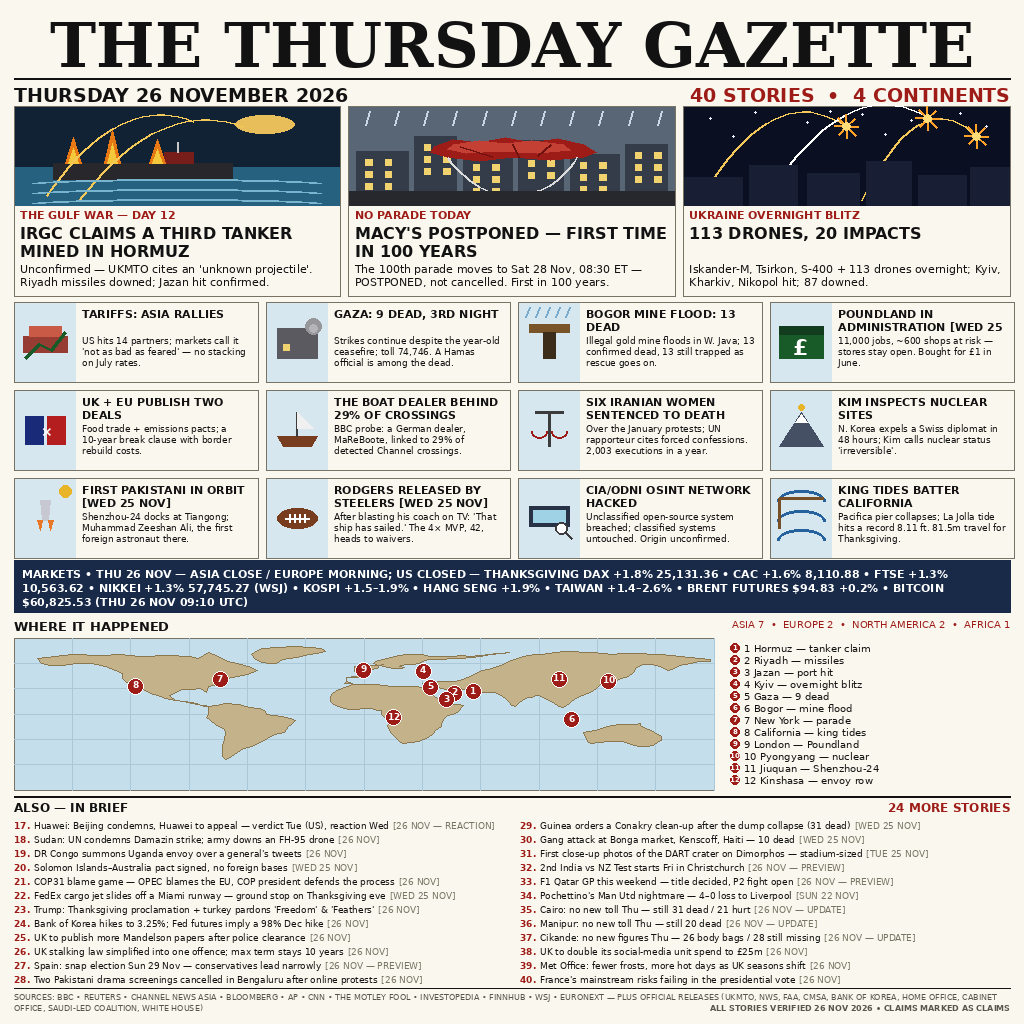 THE THURSDAY GAZETTE
THURSDAY 26 NOVEMBER 2026
40 STORIES • 4 CONTINENTS
THE GULF WAR — DAY 12
IRGC CLAIMS A THIRD TANKER
MINED IN HORMUZ
Unconfirmed — UKMTO cites an 'unknown projectile'.
Riyadh missiles downed; Jazan hit confirmed.
NO PARADE TODAY
MACY'S POSTPONED — FIRST TIME
IN 100 YEARS
The 100th parade moves to Sat 28 Nov, 08:30 ET —
POSTPONED, not cancelled. First in 100 years.
UKRAINE OVERNIGHT BLITZ
113 DRONES, 20 IMPACTS
Iskander-M, Tsirkon, S-400 + 113 drones overnight; Kyiv,
Kharkiv, Nikopol hit; 87 downed.
TARIFFS: ASIA RALLIES
US hits 14 partners; markets call it
'not as bad as feared' — no stacking
on July rates.
GAZA: 9 DEAD, 3RD NIGHT
Strikes continue despite the year-old
ceasefire; toll 74,746. A Hamas
official is among the dead.
BOGOR MINE FLOOD: 13
DEAD
Illegal gold mine floods in W. Java; 13
confirmed dead, 13 still trapped as
rescue goes on.
£
POUNDLAND IN
ADMINISTRATION [WED 25
11,000 jobs, ~600 shops at risk —
stores stay open. Bought for £1 in
June.
UK + EU PUBLISH TWO
DEALS
Food trade + emissions pacts; a
10-year break clause with border
rebuild costs.
THE BOAT DEALER BEHIND
29% OF CROSSINGS
BBC probe: a German dealer,
MaReBoote, linked to 29% of
detected Channel crossings.
SIX IRANIAN WOMEN
SENTENCED TO DEATH
Over the January protests; UN
rapporteur cites forced confessions.
2,003 executions in a year.
KIM INSPECTS NUCLEAR
SITES
N. Korea expels a Swiss diplomat in
48 hours; Kim calls nuclear status
'irreversible'.
FIRST PAKISTANI IN ORBIT
[WED 25 NOV]
Shenzhou-24 docks at Tiangong;
Muhammad Zeeshan Ali, the first
foreign astronaut there.
RODGERS RELEASED BY
STEELERS [WED 25 NOV]
After blasting his coach on TV: 'That
ship has sailed.' The 4× MVP, 42,
heads to waivers.
CIA/ODNI OSINT NETWORK
HACKED
Unclassified open-source system
breached; classified systems
untouched. Origin unconfirmed.
KING TIDES BATTER
CALIFORNIA
Pacifica pier collapses; La Jolla tide
hits a record 8.11 ft. 81.5m travel for
Thanksgiving.
MARKETS • THU 26 NOV — ASIA CLOSE / EUROPE MORNING; US CLOSED — THANKSGIVING DAX +1.8% 25,131.36 • CAC +1.6% 8,110.88 • FTSE +1.3%
10,563.62 • NIKKEI +1.3% 57,745.27 (WSJ) • KOSPI +1.5–1.9% • HANG SENG +1.9% • TAIWAN +1.4–2.6% • BRENT FUTURES $94.83 +0.2% • BITCOIN
$60,825.53 (THU 26 NOV 09:10 UTC)
WHERE IT HAPPENED
ASIA 7 • EUROPE 2 • NORTH AMERICA 2 • AFRICA 1
8
7
9
4
5
3
2
1
11
10
12
6
1 1 Hormuz — tanker claim
2 2 Riyadh — missiles
3 3 Jazan — port hit
4 4 Kyiv — overnight blitz
5 5 Gaza — 9 dead
6 6 Bogor — mine flood
7 7 New York — parade
8 8 California — king tides
9 9 London — Poundland
10 10 Pyongyang — nuclear
11 11 Jiuquan — Shenzhou-24
12 12 Kinshasa — envoy row
ALSO — IN BRIEF
24 MORE STORIES
17. Huawei: Beijing condemns, Huawei to appeal — verdict Tue (US), reaction Wed [26 NOV — REACTION]
18. Sudan: UN condemns Damazin strike; army downs an FH-95 drone [26 NOV]
19. DR Congo summons Uganda envoy over a general's tweets [26 NOV]
20. Solomon Islands–Australia pact signed, no foreign bases [WED 25 NOV]
21. COP31 blame game — OPEC blames the EU, COP president defends the process [26 NOV]
22. FedEx cargo jet slides off a Miami runway — ground stop on Thanksgiving eve [WED 25 NOV]
23. Trump: Thanksgiving proclamation + turkey pardons 'Freedom' & 'Feathers' [26 NOV]
24. Bank of Korea hikes to 3.25%; Fed futures imply a 98% Dec hike [26 NOV]
25. UK to publish more Mandelson papers after police clearance [26 NOV]
26. UK stalking law simplified into one offence; max term stays 10 years [26 NOV]
27. Spain: snap election Sun 29 Nov — conservatives lead narrowly [26 NOV — PREVIEW]
28. Two Pakistani drama screenings cancelled in Bengaluru after online protests [26 NOV]
29. Guinea orders a Conakry clean-up after the dump collapse (31 dead) [WED 25 NOV]
30. Gang attack at Bonga market, Kenscoff, Haiti — 10 dead [WED 25 NOV]
31. First close-up photos of the DART crater on Dimorphos — stadium-sized [TUE 25 NOV]
32. 2nd India vs NZ Test starts Fri in Christchurch [26 NOV — PREVIEW]
33. F1 Qatar GP this weekend — title decided, P2 fight open [26 NOV — PREVIEW]
34. Pochettino's Man Utd nightmare — 4–0 loss to Liverpool [SUN 22 NOV]
35. Cairo: no new toll Thu — still 31 dead / 21 hurt [26 NOV — UPDATE]
36. Manipur: no new toll Thu — still 20 dead [26 NOV — UPDATE]
37. Cikande: no new figures Thu — 26 body bags / 28 still missing [26 NOV — UPDATE]
38. UK to double its social-media unit spend to £25m [26 NOV]
39. Met Office: fewer frosts, more hot days as UK seasons shift [26 NOV]
40. France's mainstream risks failing in the presidential vote [26 NOV]
SOURCES: BBC • REUTERS • CHANNEL NEWS ASIA • BLOOMBERG • AP • CNN • THE MOTLEY FOOL • INVESTOPEDIA • FINNHUB • WSJ • EURONEXT — PLUS OFFICIAL RELEASES (UKMTO, NWS, FAA, CMSA, BANK OF KOREA, HOME OFFICE, CABINET
OFFICE, SAUDI-LED COALITION, WHITE HOUSE)
ALL STORIES VERIFIED 26 NOV 2026 • CLAIMS MARKED AS CLAIMS